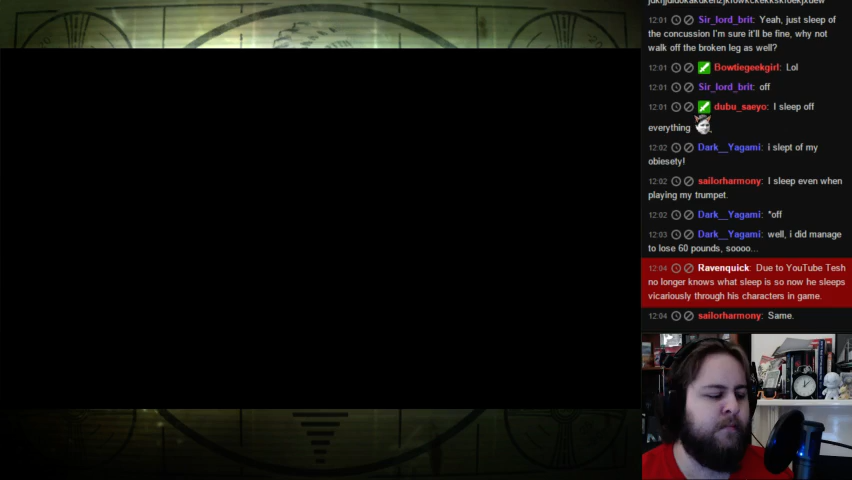 12:01 Sir_lord_brit: Yeah, just sleep of
the concussion I'm sure it'll be fine, why not
walk off the broken leg as well?
12:01 Bowtiegeekgirl: Lol
12:01 Sir_lord_brit: off
12:01 dubu_saeyo: I sleep off
everything
12:02 Dark__Yagami: i slept of my
obiesety!
12:02 sailorharmony: I sleep even when
playing my trumpet.
12:02 Dark__Yagami: *off
12:03 Dark__Yagami: well, i did manage
to lose 60 pounds, soooo...
12:04 Ravenquick: Due to YouTube Tesh
no longer knows what sleep is so now he sleeps
vicariously through his characters in game.
12:04 sailorharmony: Same.